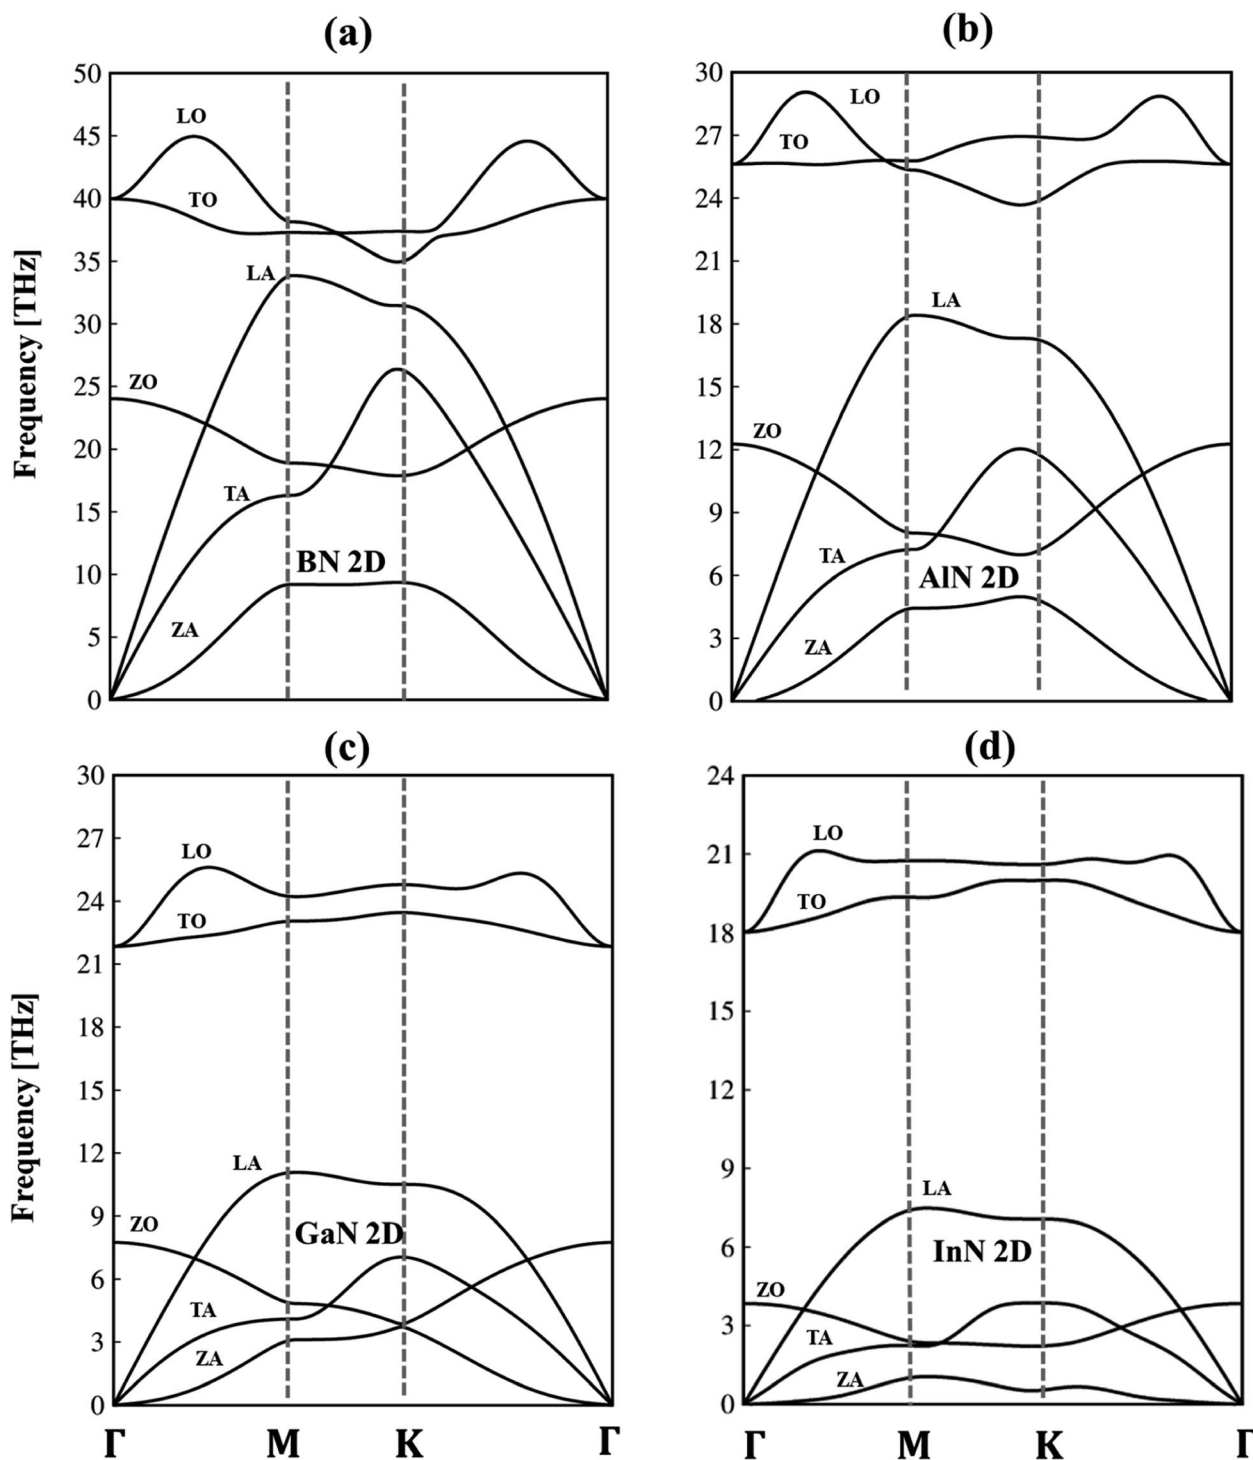 (a)
50
45
40
35
30
25
20
15
10
5
0
Frequency [THz]
LO
TO
LA
ZO
TA
BN 2D
ZA
(b)
30
27
24
21
18
15
12
9
6
3
0
LO
TO
LA
ZO
TA
AlN 2D
ZA
(c)
30
27
24
21
18
15
12
9
6
3
0
Frequency [THz]
LO
TO
LA
ZO
GaN 2D
TA
ZA
Γ M K Γ
(d)
24
21
18
15
12
9
6
3
0
LO
TO
LA
InN 2D
ZO
TA
ZA
Γ M K Γ